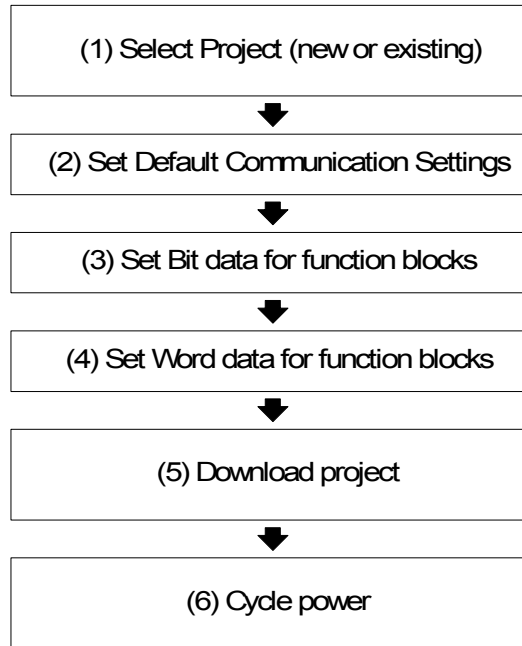 (1) Select Project (new or existing)
(2) Set Default Communication Settings
(3) Set Bit data for function blocks
(4) Set Word data for function blocks
(5) Download project
(6) Cycle power